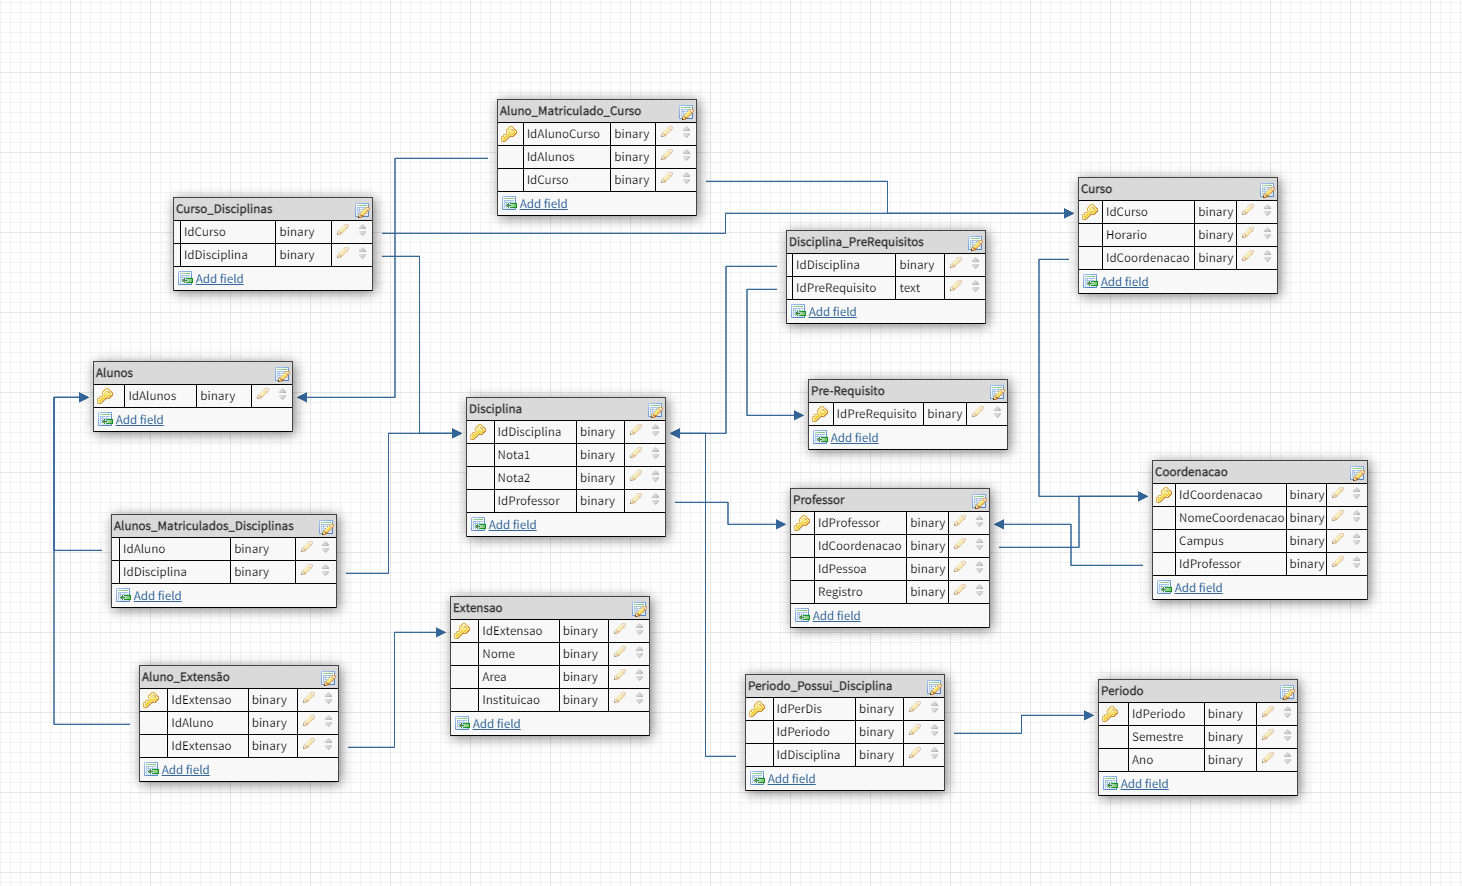 Aluno_Matriculado_Curso
IdAlunoCurso binary
IdAlunos binary
IdCurso binary
Add field
Curso_Disciplinas
IdCurso binary
IdDisciplina binary
Add field
Curso
IdCurso binary
Horario binary
IdCoordenacao binary
Add field
Disciplina_PreRequisitos
IdDisciplina binary
IdPreRequisito text
Add field
Alunos
IdAlunos binary
Add field
Pre-Requisito
IdPreRequisito binary
Add field
Disciplina
IdDisciplina binary
Nota1 binary
Nota2 binary
IdProfessor binary
Add field
Coordenacao
IdCoordenacao binary
NomeCoordenacao binary
Campus binary
IdProfessor binary
Add field
Professor
IdProfessor binary
IdCoordenacao binary
IdPessoa binary
Registro binary
Add field
Alunos_Matriculados_Disciplinas
IdAluno binary
IdDisciplina binary
Add field
Extensao
IdExtensao binary
Nome binary
Area binary
Instituicao binary
Add field
Aluno_Extensão
IdExtensao binary
IdAluno binary
IdExtensao binary
Add field
Periodo_Possui_Disciplina
IdPerDis binary
IdPeriodo binary
IdDisciplina binary
Add field
Periodo
IdPeriodo binary
Semestre binary
Ano binary
Add field